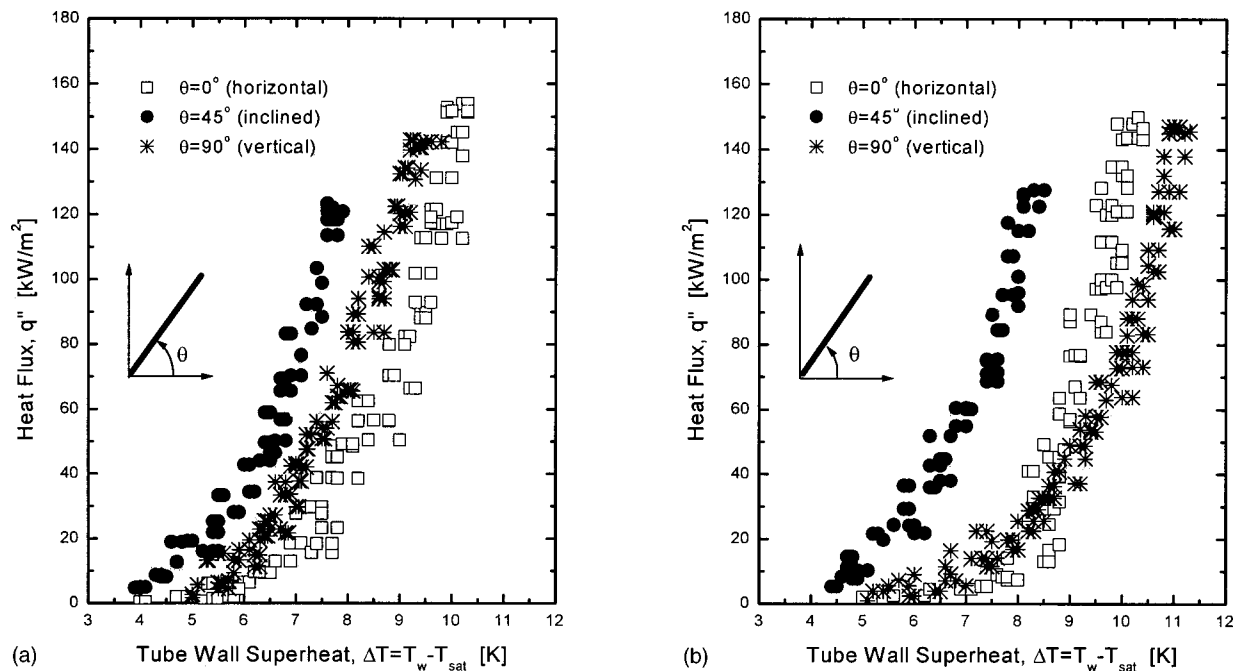 180
160
140
120
100
80
60
40
20
0
Heat Flux, q" [kW/m²]
□ θ=0° (horizontal)
● θ=45° (inclined)
✳ θ=90° (vertical)
θ
3 4 5 6 7 8 9 10 11 12
(a) Tube Wall Superheat, ΔT=T_w-T_sat [K]
180
160
140
120
100
80
60
40
20
0
Heat Flux, q" [kW/m²]
□ θ=0° (horizontal)
● θ=45° (inclined)
✳ θ=90° (vertical)
θ
3 4 5 6 7 8 9 10 11 12
(b) Tube Wall Superheat, ΔT=T_w-T_sat [K]